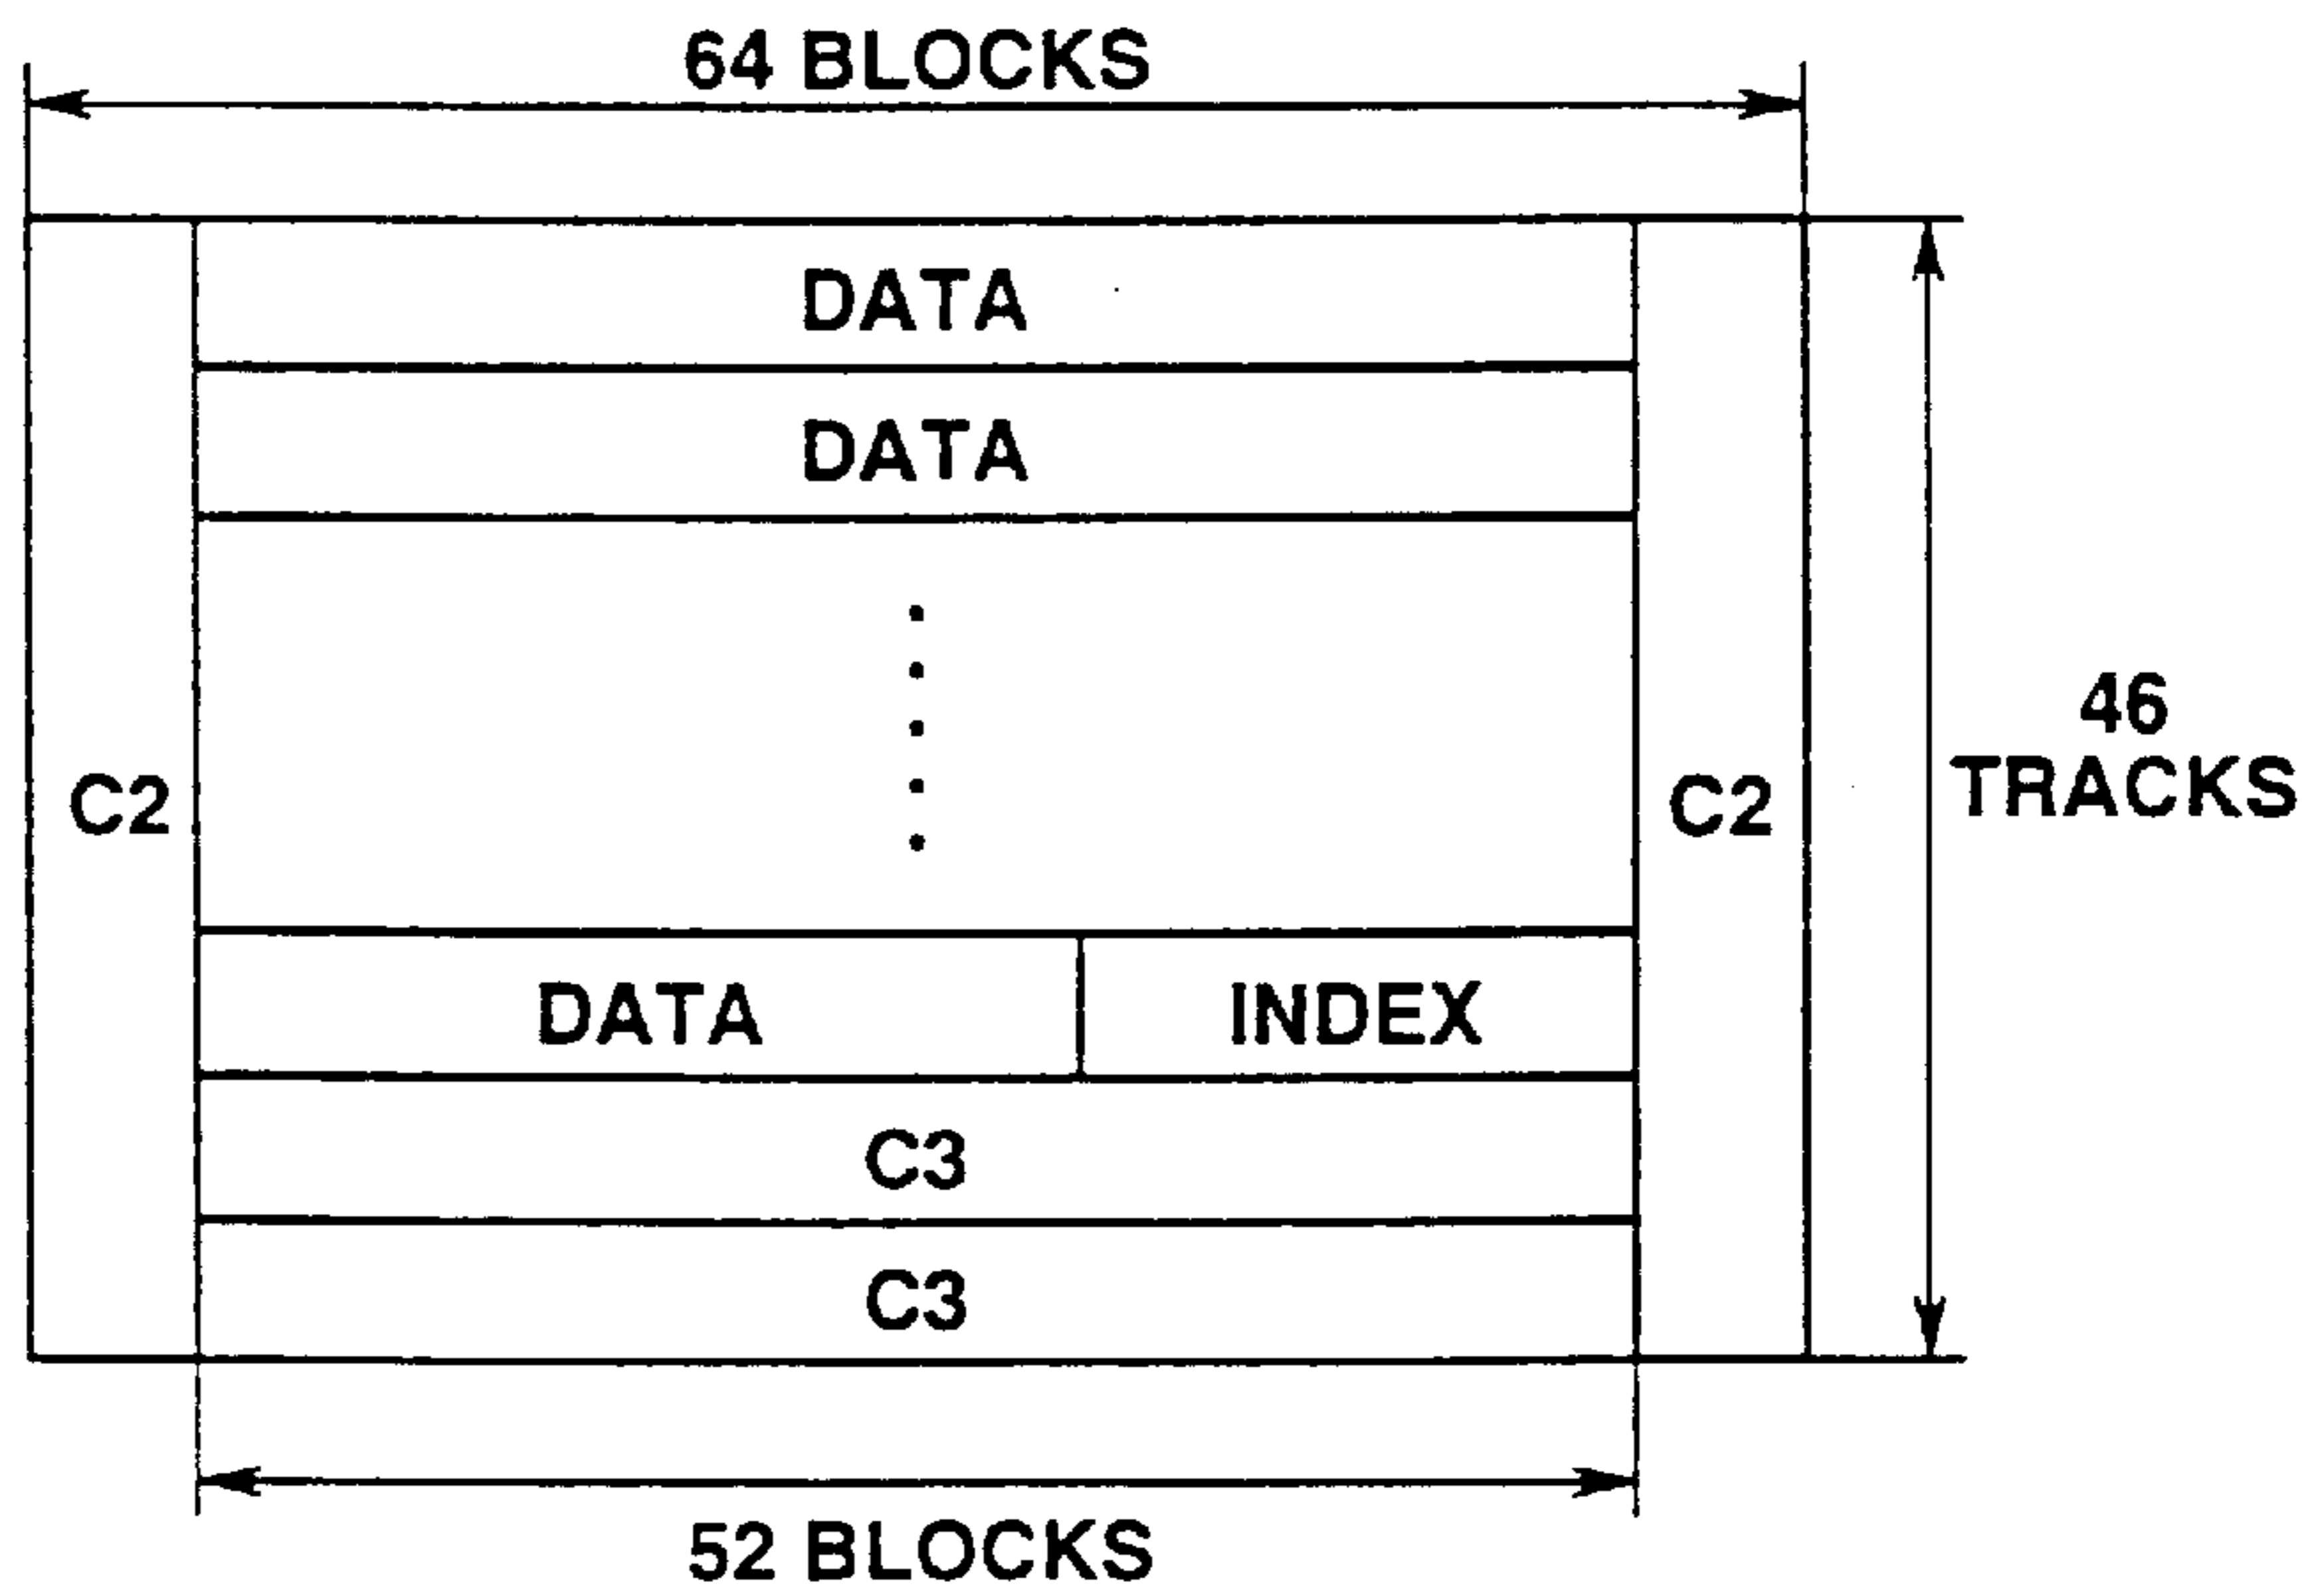 64 BLOCKS
DATA
DATA
C2
C2
46
TRACKS
DATA
INDEX
C3
C3
52 BLOCKS